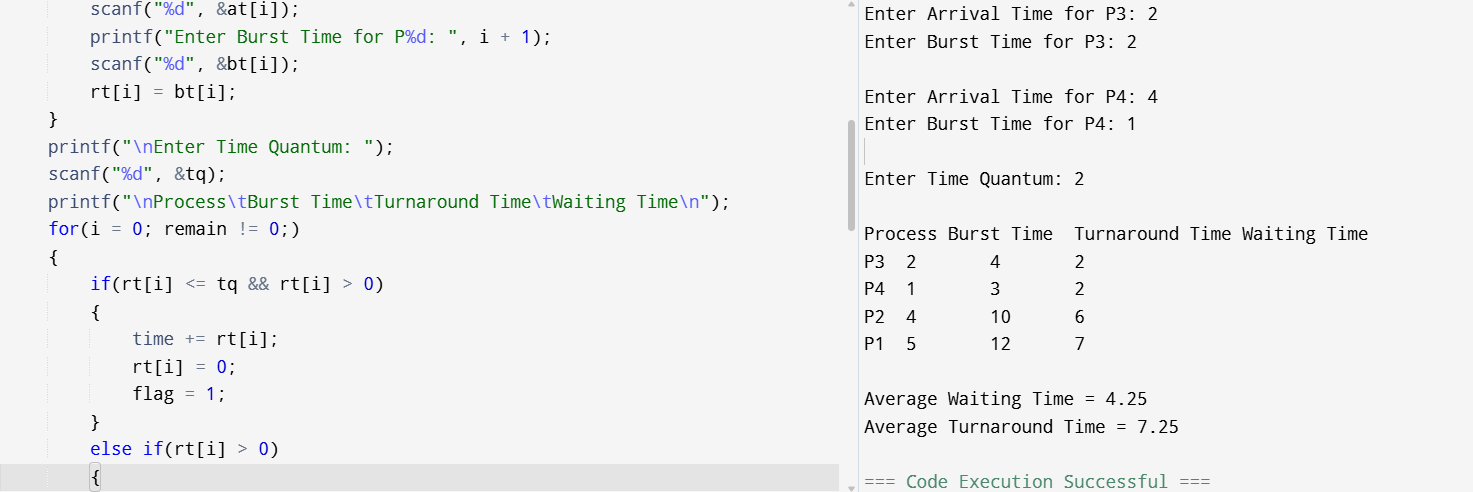 scanf("%d", &at[i]);
printf("Enter Burst Time for P%d: ", i + 1);
scanf("%d", &bt[i]);
rt[i] = bt[i];
}
printf("\nEnter Time Quantum: ");
scanf("%d", &tq);
printf("\nProcess\tBurst Time\tTurnaround Time\tWaiting Time\n");
for(i = 0; remain != 0;)
{
if(rt[i] <= tq && rt[i] > 0)
{
time += rt[i];
rt[i] = 0;
flag = 1;
}
else if(rt[i] > 0)
{
Enter Arrival Time for P3: 2
Enter Burst Time for P3: 2
Enter Arrival Time for P4: 4
Enter Burst Time for P4: 1
Enter Time Quantum: 2
Process Burst Time Turnaround Time Waiting Time
P3 2 4 2
P4 1 3 2
P2 4 10 6
P1 5 12 7
Average Waiting Time = 4.25
Average Turnaround Time = 7.25
=== Code Execution Successful ===